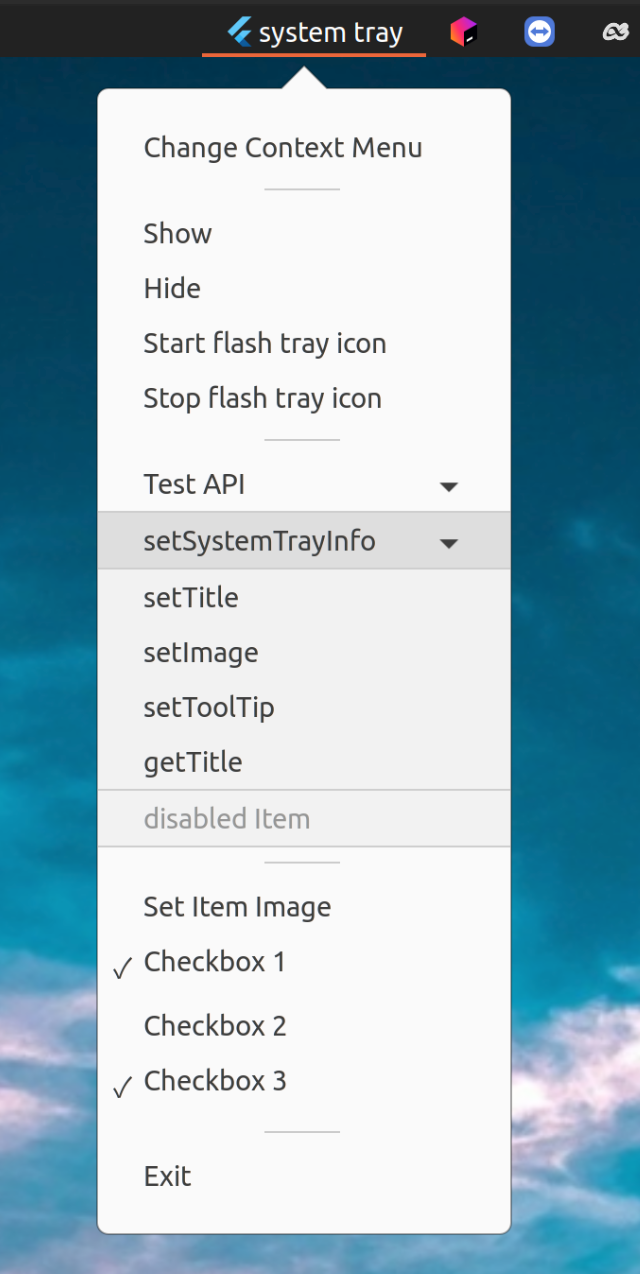 system tray
Change Context Menu
Show
Hide
Start flash tray icon
Stop flash tray icon
Test API
setSystemTrayInfo
setTitle
setImage
setToolTip
getTitle
disabled Item
Set Item Image
Checkbox 1
Checkbox 2
Checkbox 3
Exit